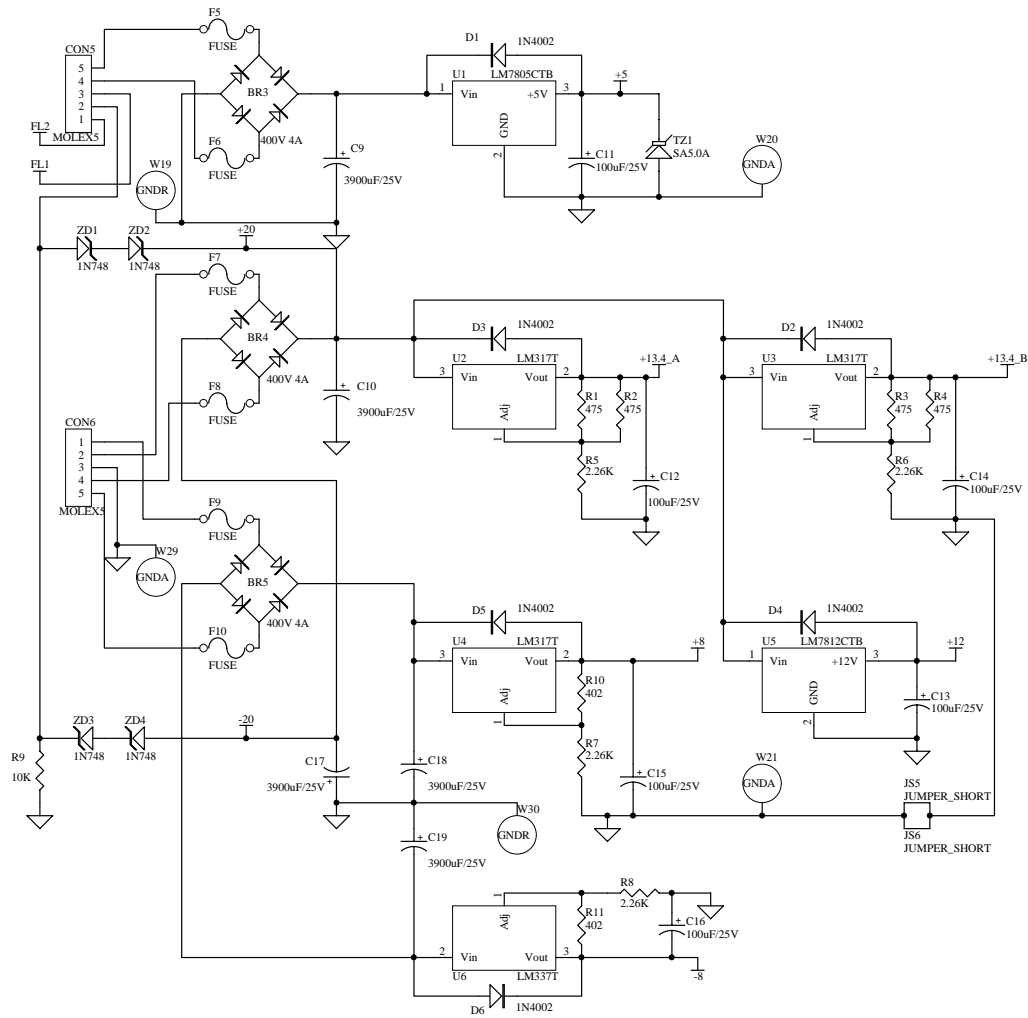 F5
FUSE
CON5
5
4
3
2
1
MOLEX5
FL2
FL1
BR3
400V 4A
F6
FUSE
W19
GNDR
C9
3900uF/25V
D1
1N4002
U1
LM7805CTB
1
Vin
+5V
3
GND
2
+5
C11
100uF/25V
TZ1
SA5.0A
W20
GNDA
ZD1
1N748
ZD2
1N748
+20
F7
FUSE
BR4
400V 4A
F8
FUSE
C10
3900uF/25V
D3
1N4002
U2
LM317T
3
Vin
Vout
2
Adj
1
+13.4_A
R1
475
R2
475
R5
2.26K
C12
100uF/25V
D2
1N4002
U3
LM317T
3
Vin
Vout
2
Adj
1
+13.4_B
R3
475
R4
475
R6
2.26K
C14
100uF/25V
CON6
1
2
3
4
5
MOLEX5
W29
GNDA
F9
FUSE
BR5
400V 4A
F10
FUSE
D5
1N4002
U4
LM317T
3
Vin
Vout
2
Adj
1
+8
R10
402
R7
2.26K
C15
100uF/25V
D4
1N4002
U5
LM7812CTB
1
Vin
+12V
3
GND
2
+12
C13
100uF/25V
ZD3
1N748
ZD4
1N748
-20
R9
10K
C17
3900uF/25V
C18
3900uF/25V
C19
3900uF/25V
W30
GNDR
W21
GNDA
JS5
JUMPER_SHORT
JS6
JUMPER_SHORT
R8
2.26K
R11
402
C16
100uF/25V
1
Adj
2
Vin
Vout
3
U6
LM337T
-8
D6
1N4002